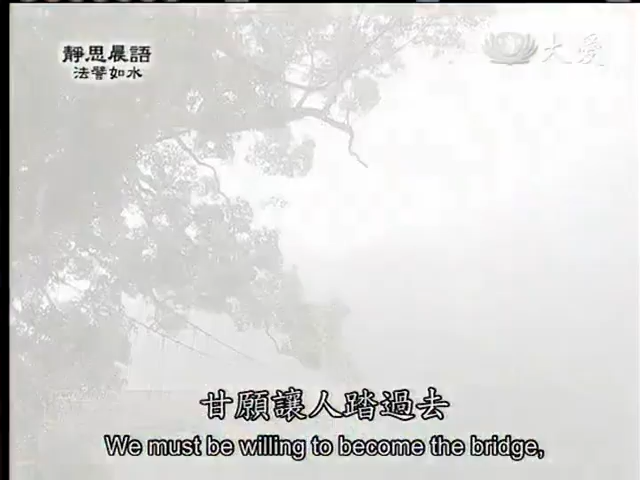 靜思晨語
法譬如水
大愛
甘願讓人踏過去
We must be willing to become the bridge,